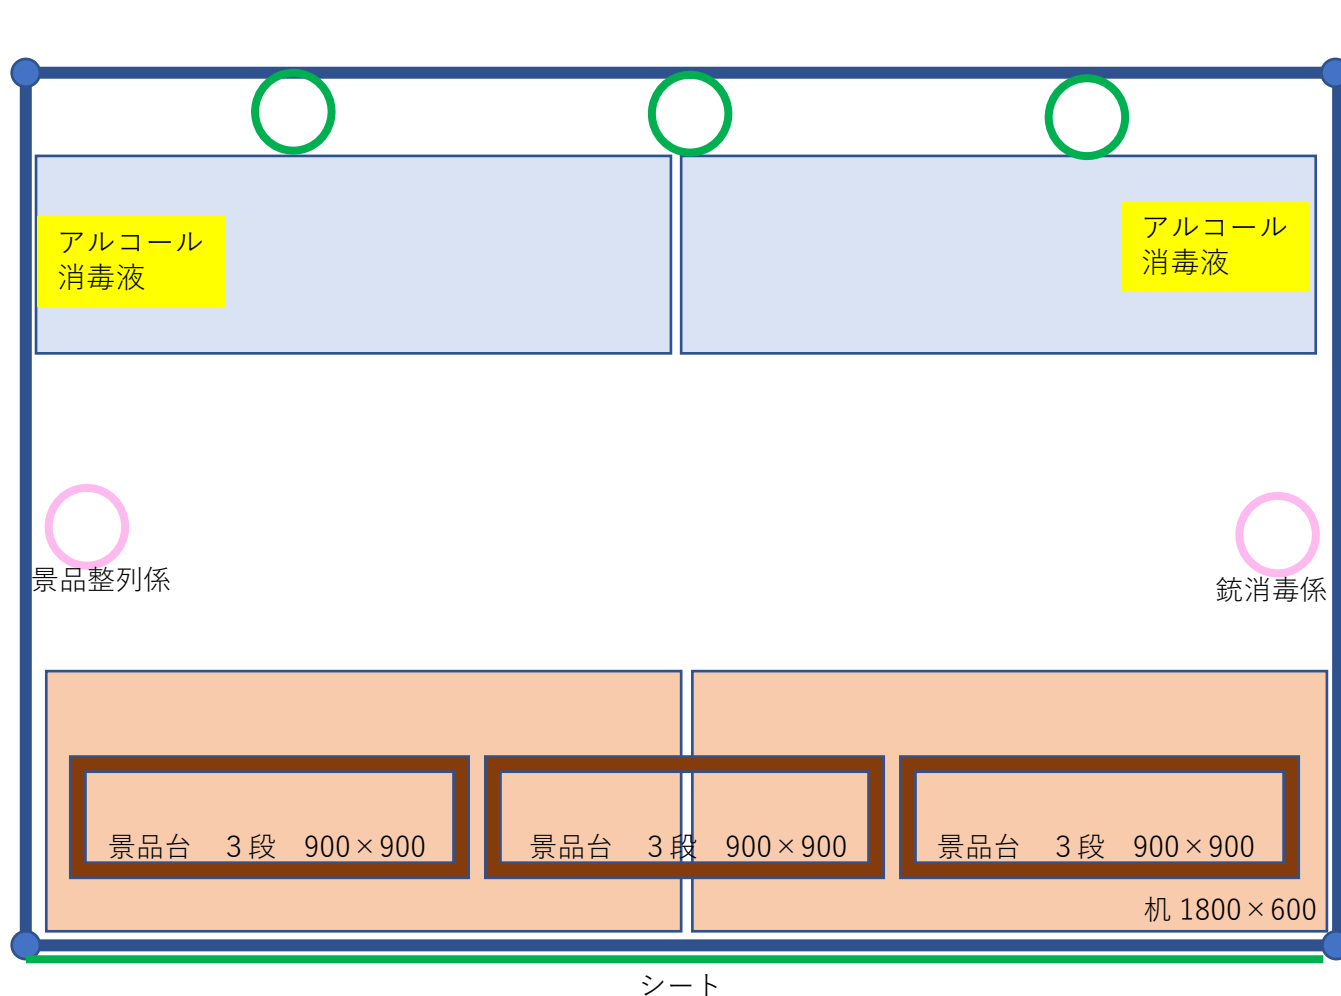 アルコール
消毒液
アルコール
消毒液
景品整列係
銃消毒係
景品台　３段　900×900
景品台　３段　900×900
景品台　３段　900×900
机 1800×600
シート